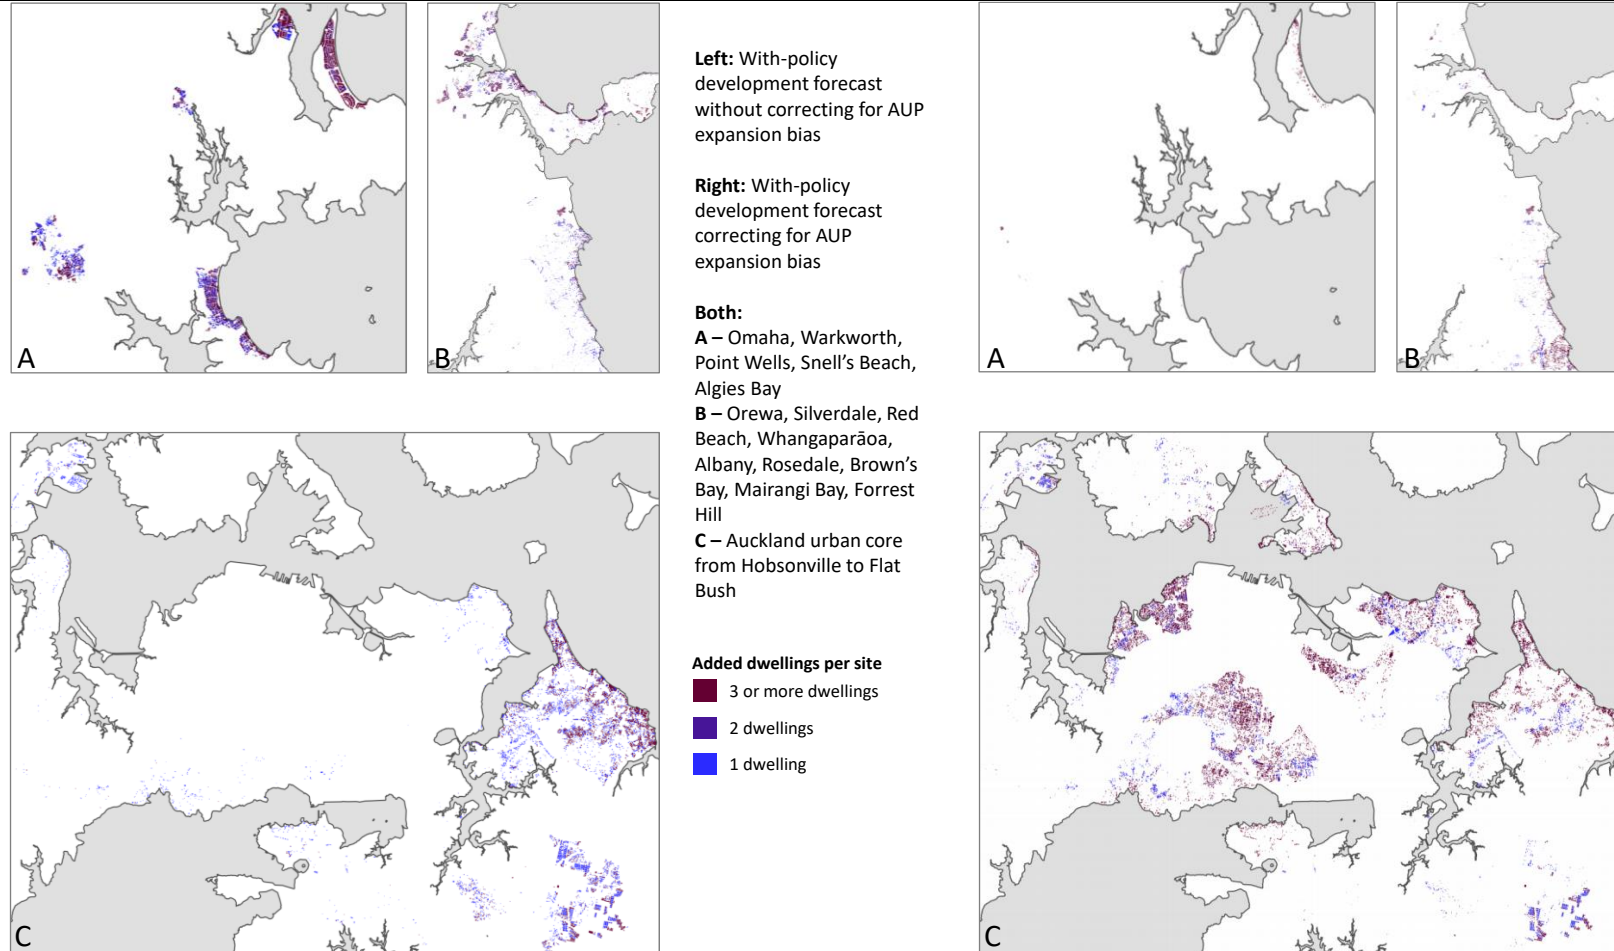 A
B
C
Left: With-policy
development forecast
without correcting for AUP
expansion bias
Right: With-policy
development forecast
correcting for AUP
expansion bias
Both:
A – Omaha, Warkworth,
Point Wells, Snell’s Beach,
Algies Bay
B – Orewa, Silverdale, Red
Beach, Whangaparāoa,
Albany, Rosedale, Brown’s
Bay, Mairangi Bay, Forrest
Hill
C – Auckland urban core
from Hobsonville to Flat
Bush
Added dwellings per site
3 or more dwellings
2 dwellings
1 dwelling
A
B
C